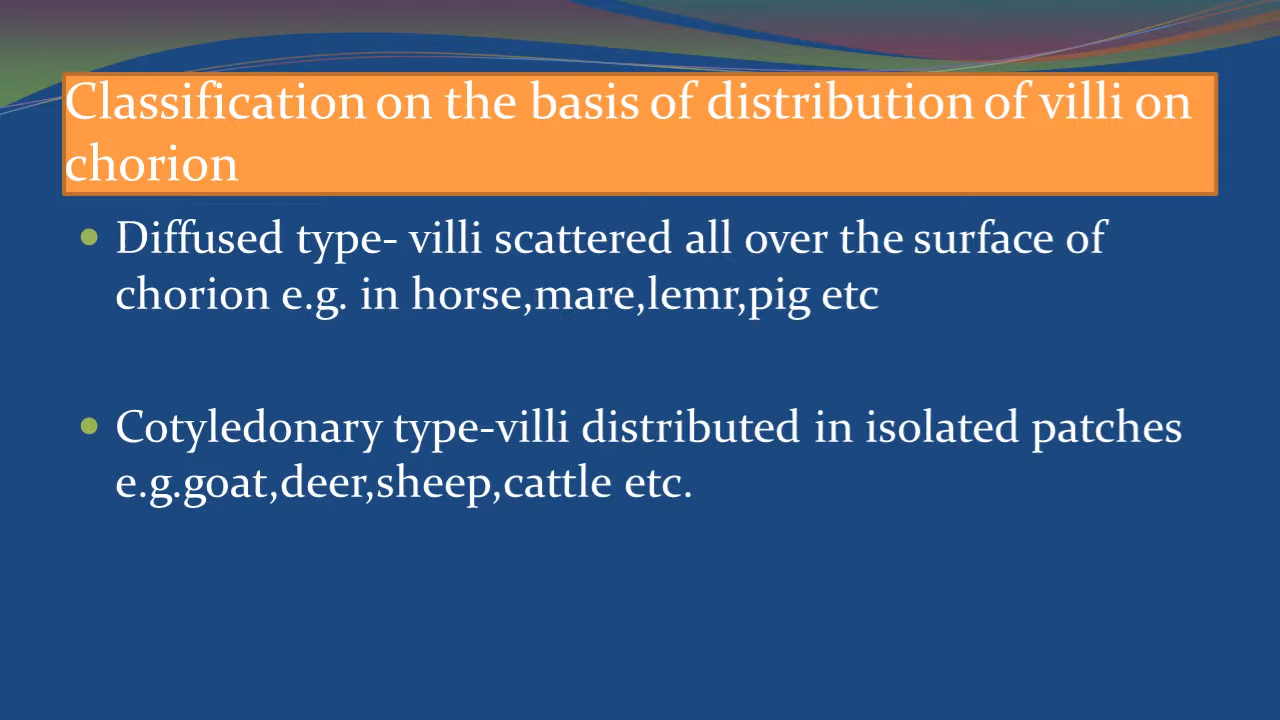 Classification on the basis of distribution of villi on
chorion
Diffused type- villi scattered all over the surface of
chorion e.g. in horse,mare,lemr,pig etc
Cotyledonary type-villi distributed in isolated patches
e.g.goat,deer,sheep,cattle etc.